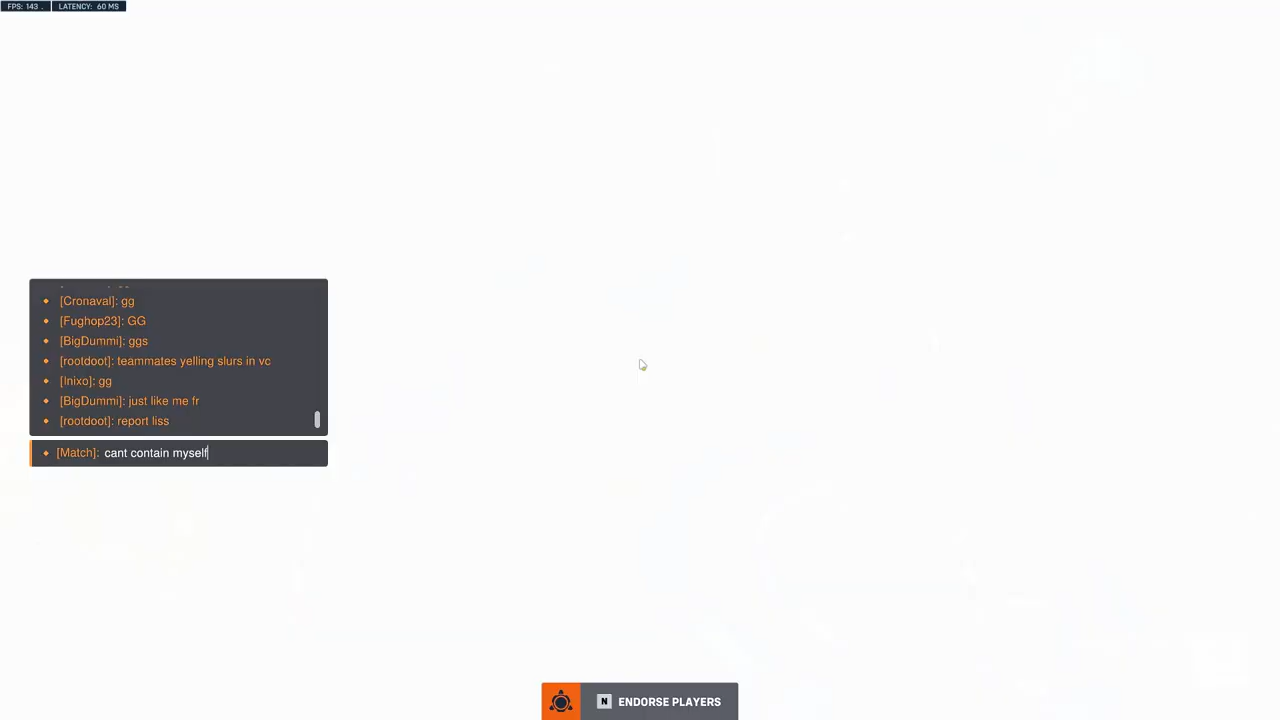 FPS: 143 . LATENCY: 60 MS
[Cronaval]: gg
[Fughop23]: GG
[BigDummi]: ggs
[rootdoot]: teammates yelling slurs in vc
[Inixo]: gg
[BigDummi]: just like me fr
[rootdoot]: report liss
[Match]: cant contain myself
N ENDORSE PLAYERS